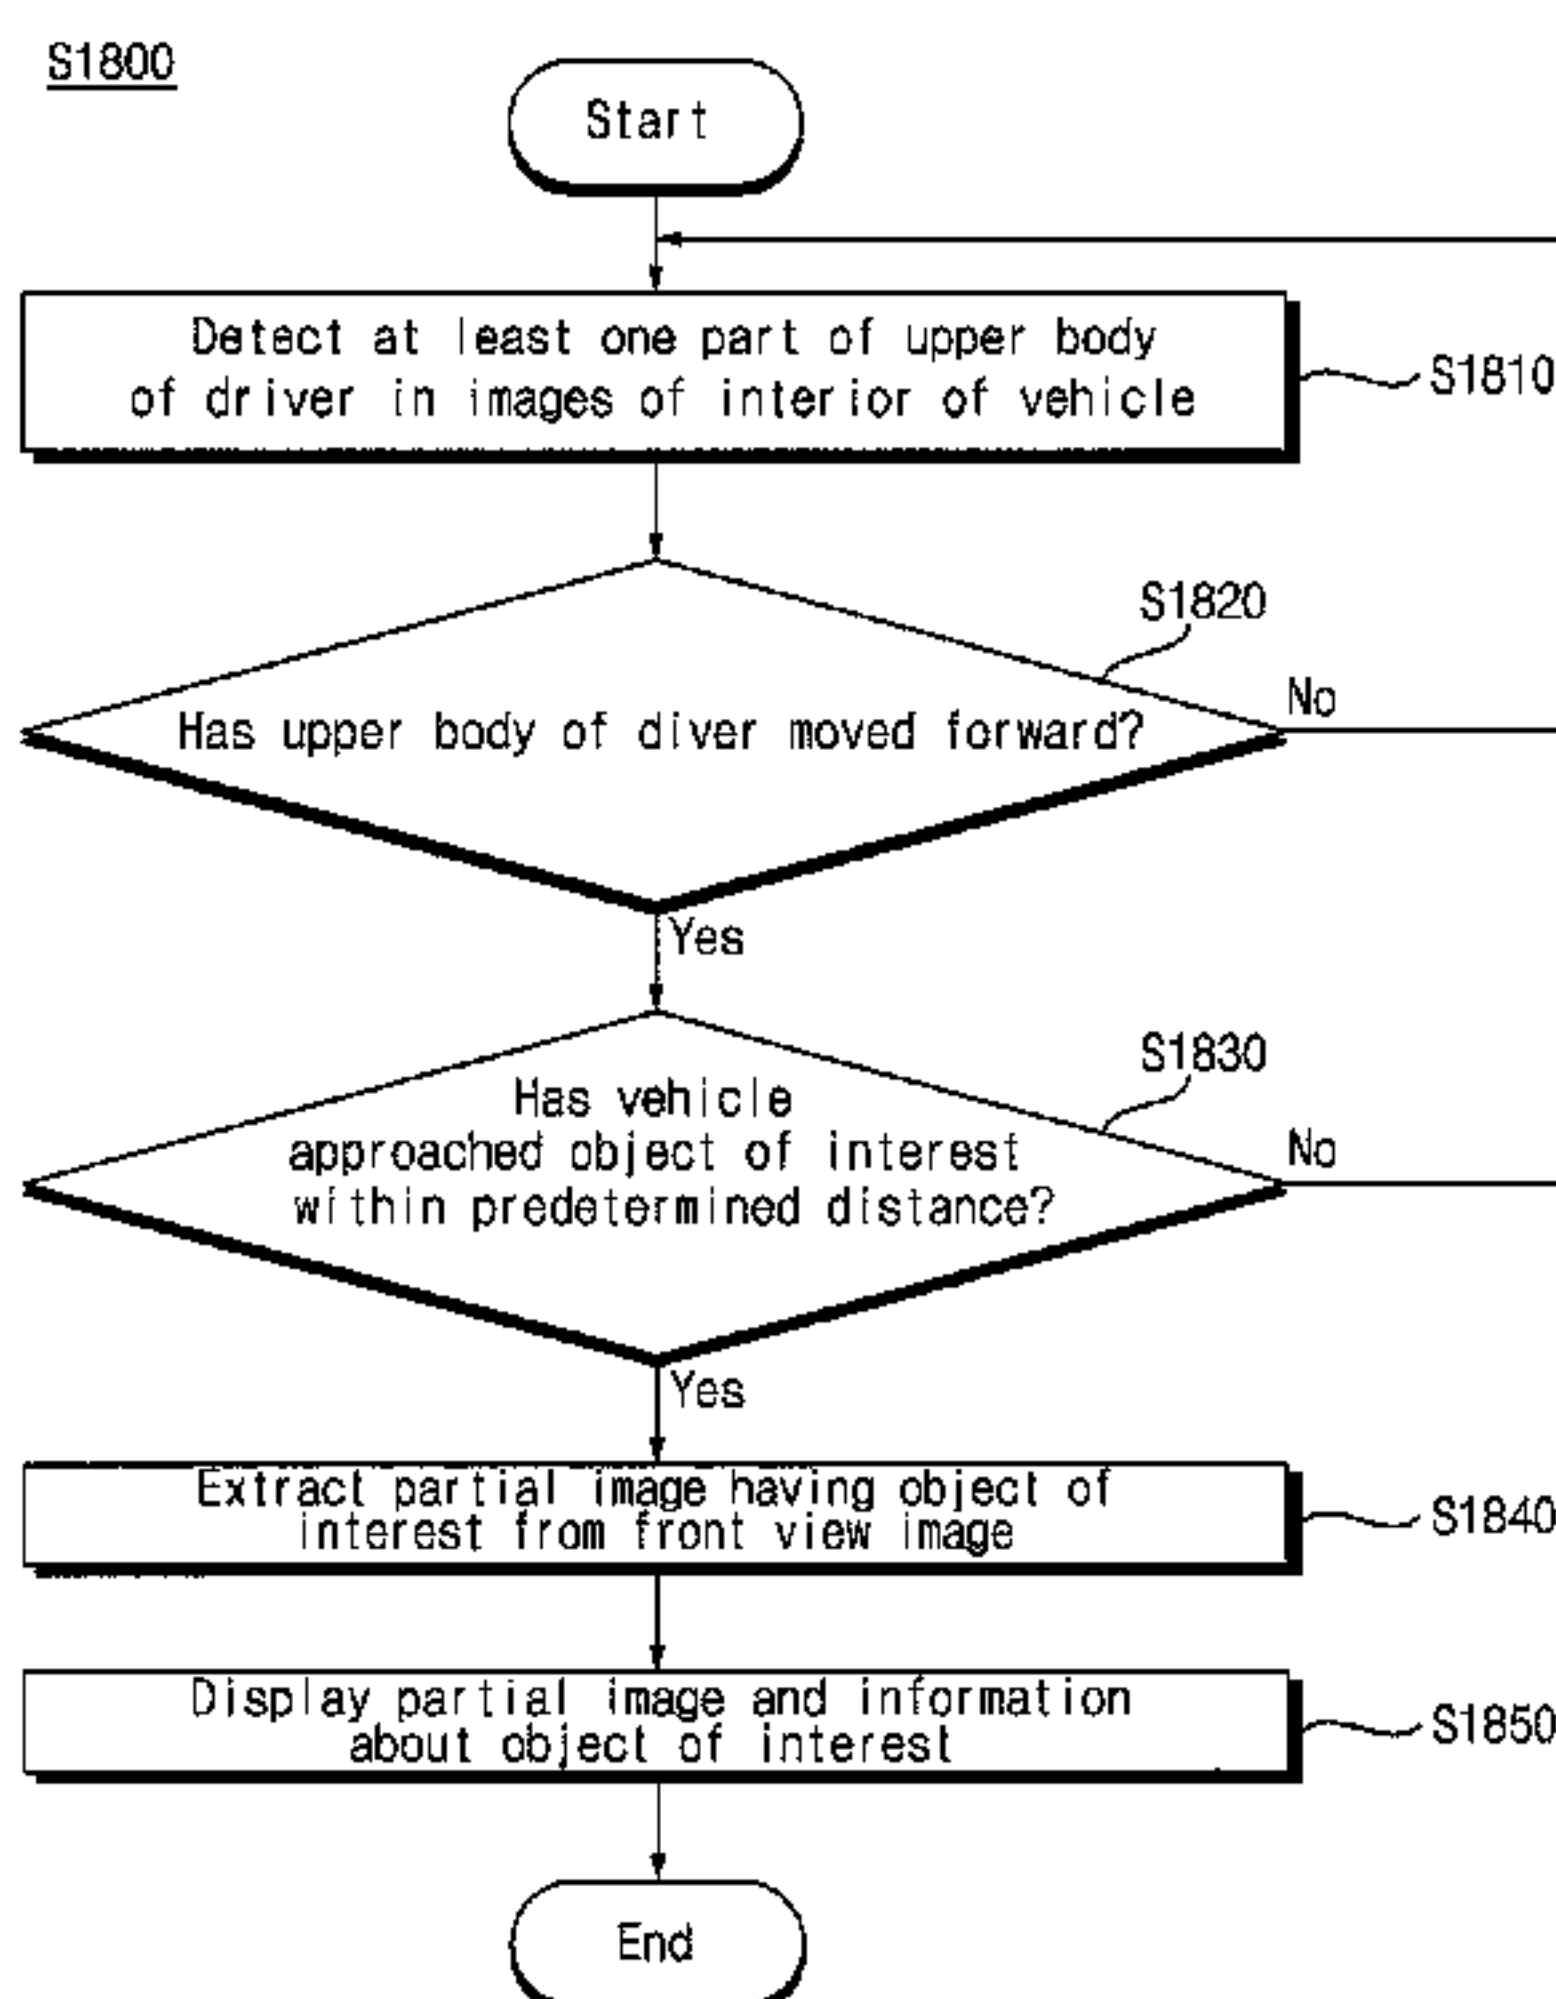 S1800
Start
Detect at least one part of upper body
of driver in images of interior of vehicle
S1810
S1820
Has upper body of diver moved forward?
No
Yes
S1830
Has vehicle
approached object of interest
within predetermined distance?
No
Yes
Extract partial image having object of
interest from front view image
S1840
Display partial image and information
about object of interest
S1850
End